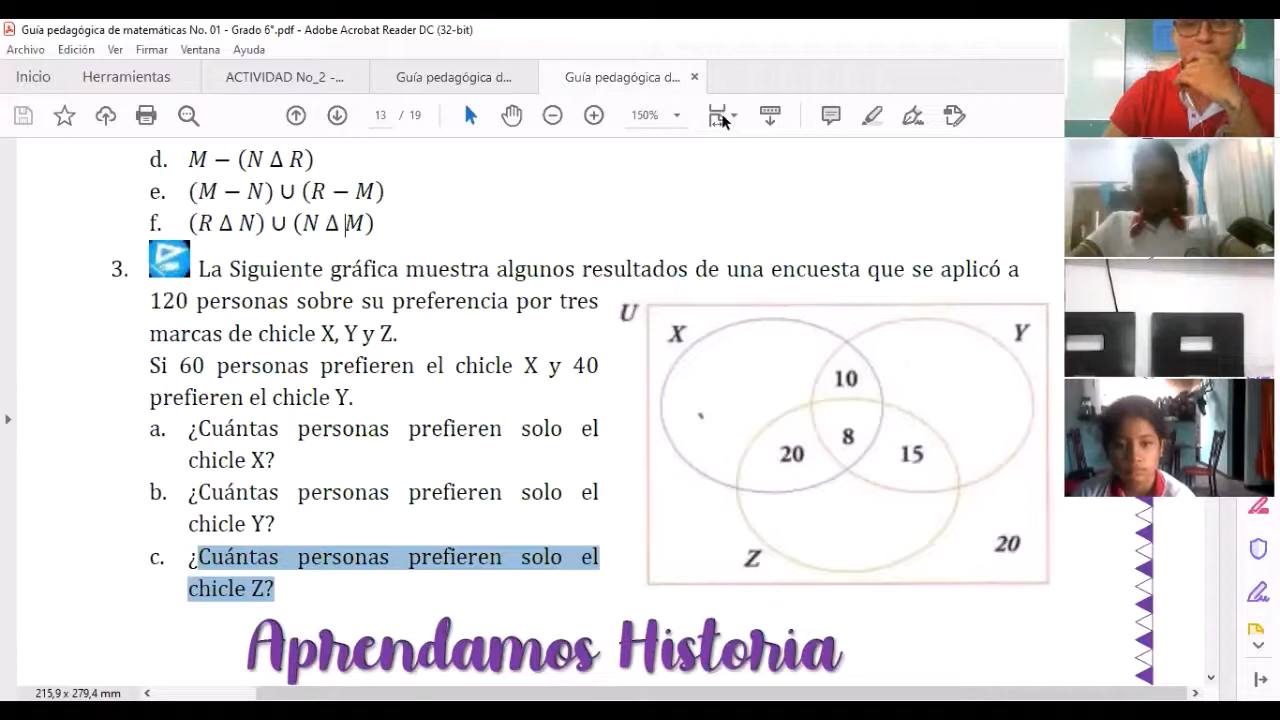 Guía pedagógica de matemáticas No. 01 - Grado 6°.pdf - Adobe Acrobat Reader DC (32-bit)
Archivo Edición Ver Firmar Ventana Ayuda
Inicio Herramientas ACTIVIDAD No_2 -... Guía pedagógica d... Guía pedagógica d... ×
13 / 19 150%
d. M − (N Δ R)
e. (M − N) ∪ (R − M)
f. (R Δ N) ∪ (N Δ M)
3. La Siguiente gráfica muestra algunos resultados de una encuesta que se aplicó a
120 personas sobre su preferencia por tres
marcas de chicle X, Y y Z.
Si 60 personas prefieren el chicle X y 40
prefieren el chicle Y.
a. ¿Cuántas personas prefieren solo el
chicle X?
b. ¿Cuántas personas prefieren solo el
chicle Y?
c. ¿Cuántas personas prefieren solo el
chicle Z?
U
X Y
10
8
20 15
Z 20
Aprendamos Historia
215,9 x 279,4 mm